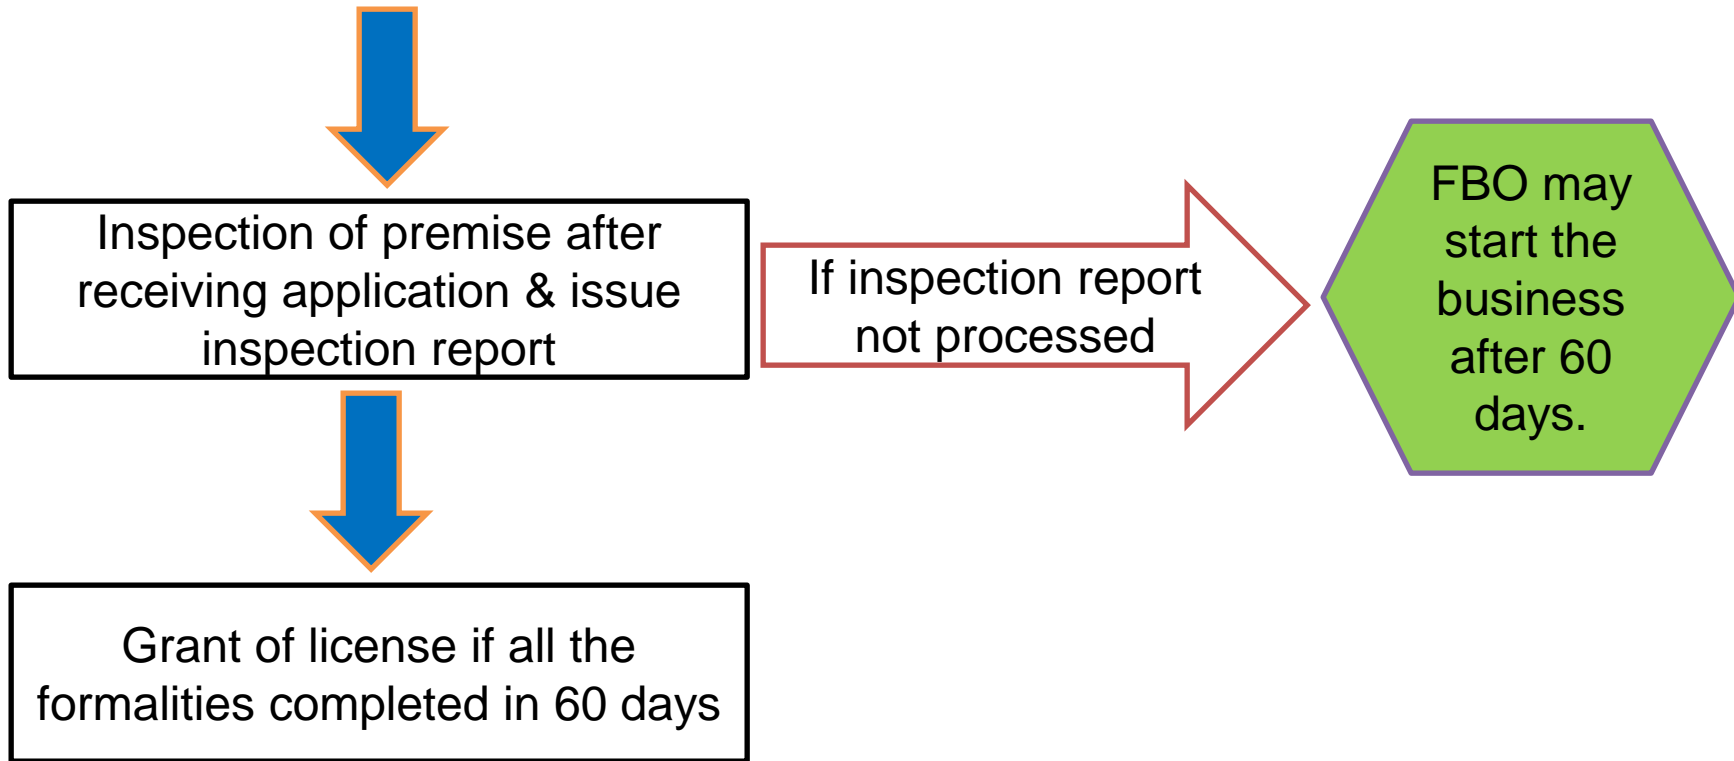 Inspection of premise after
receiving application & issue
inspection report
If inspection report
not processed
FBO may
start the
business
after 60
days.
Grant of license if all the
formalities completed in 60 days